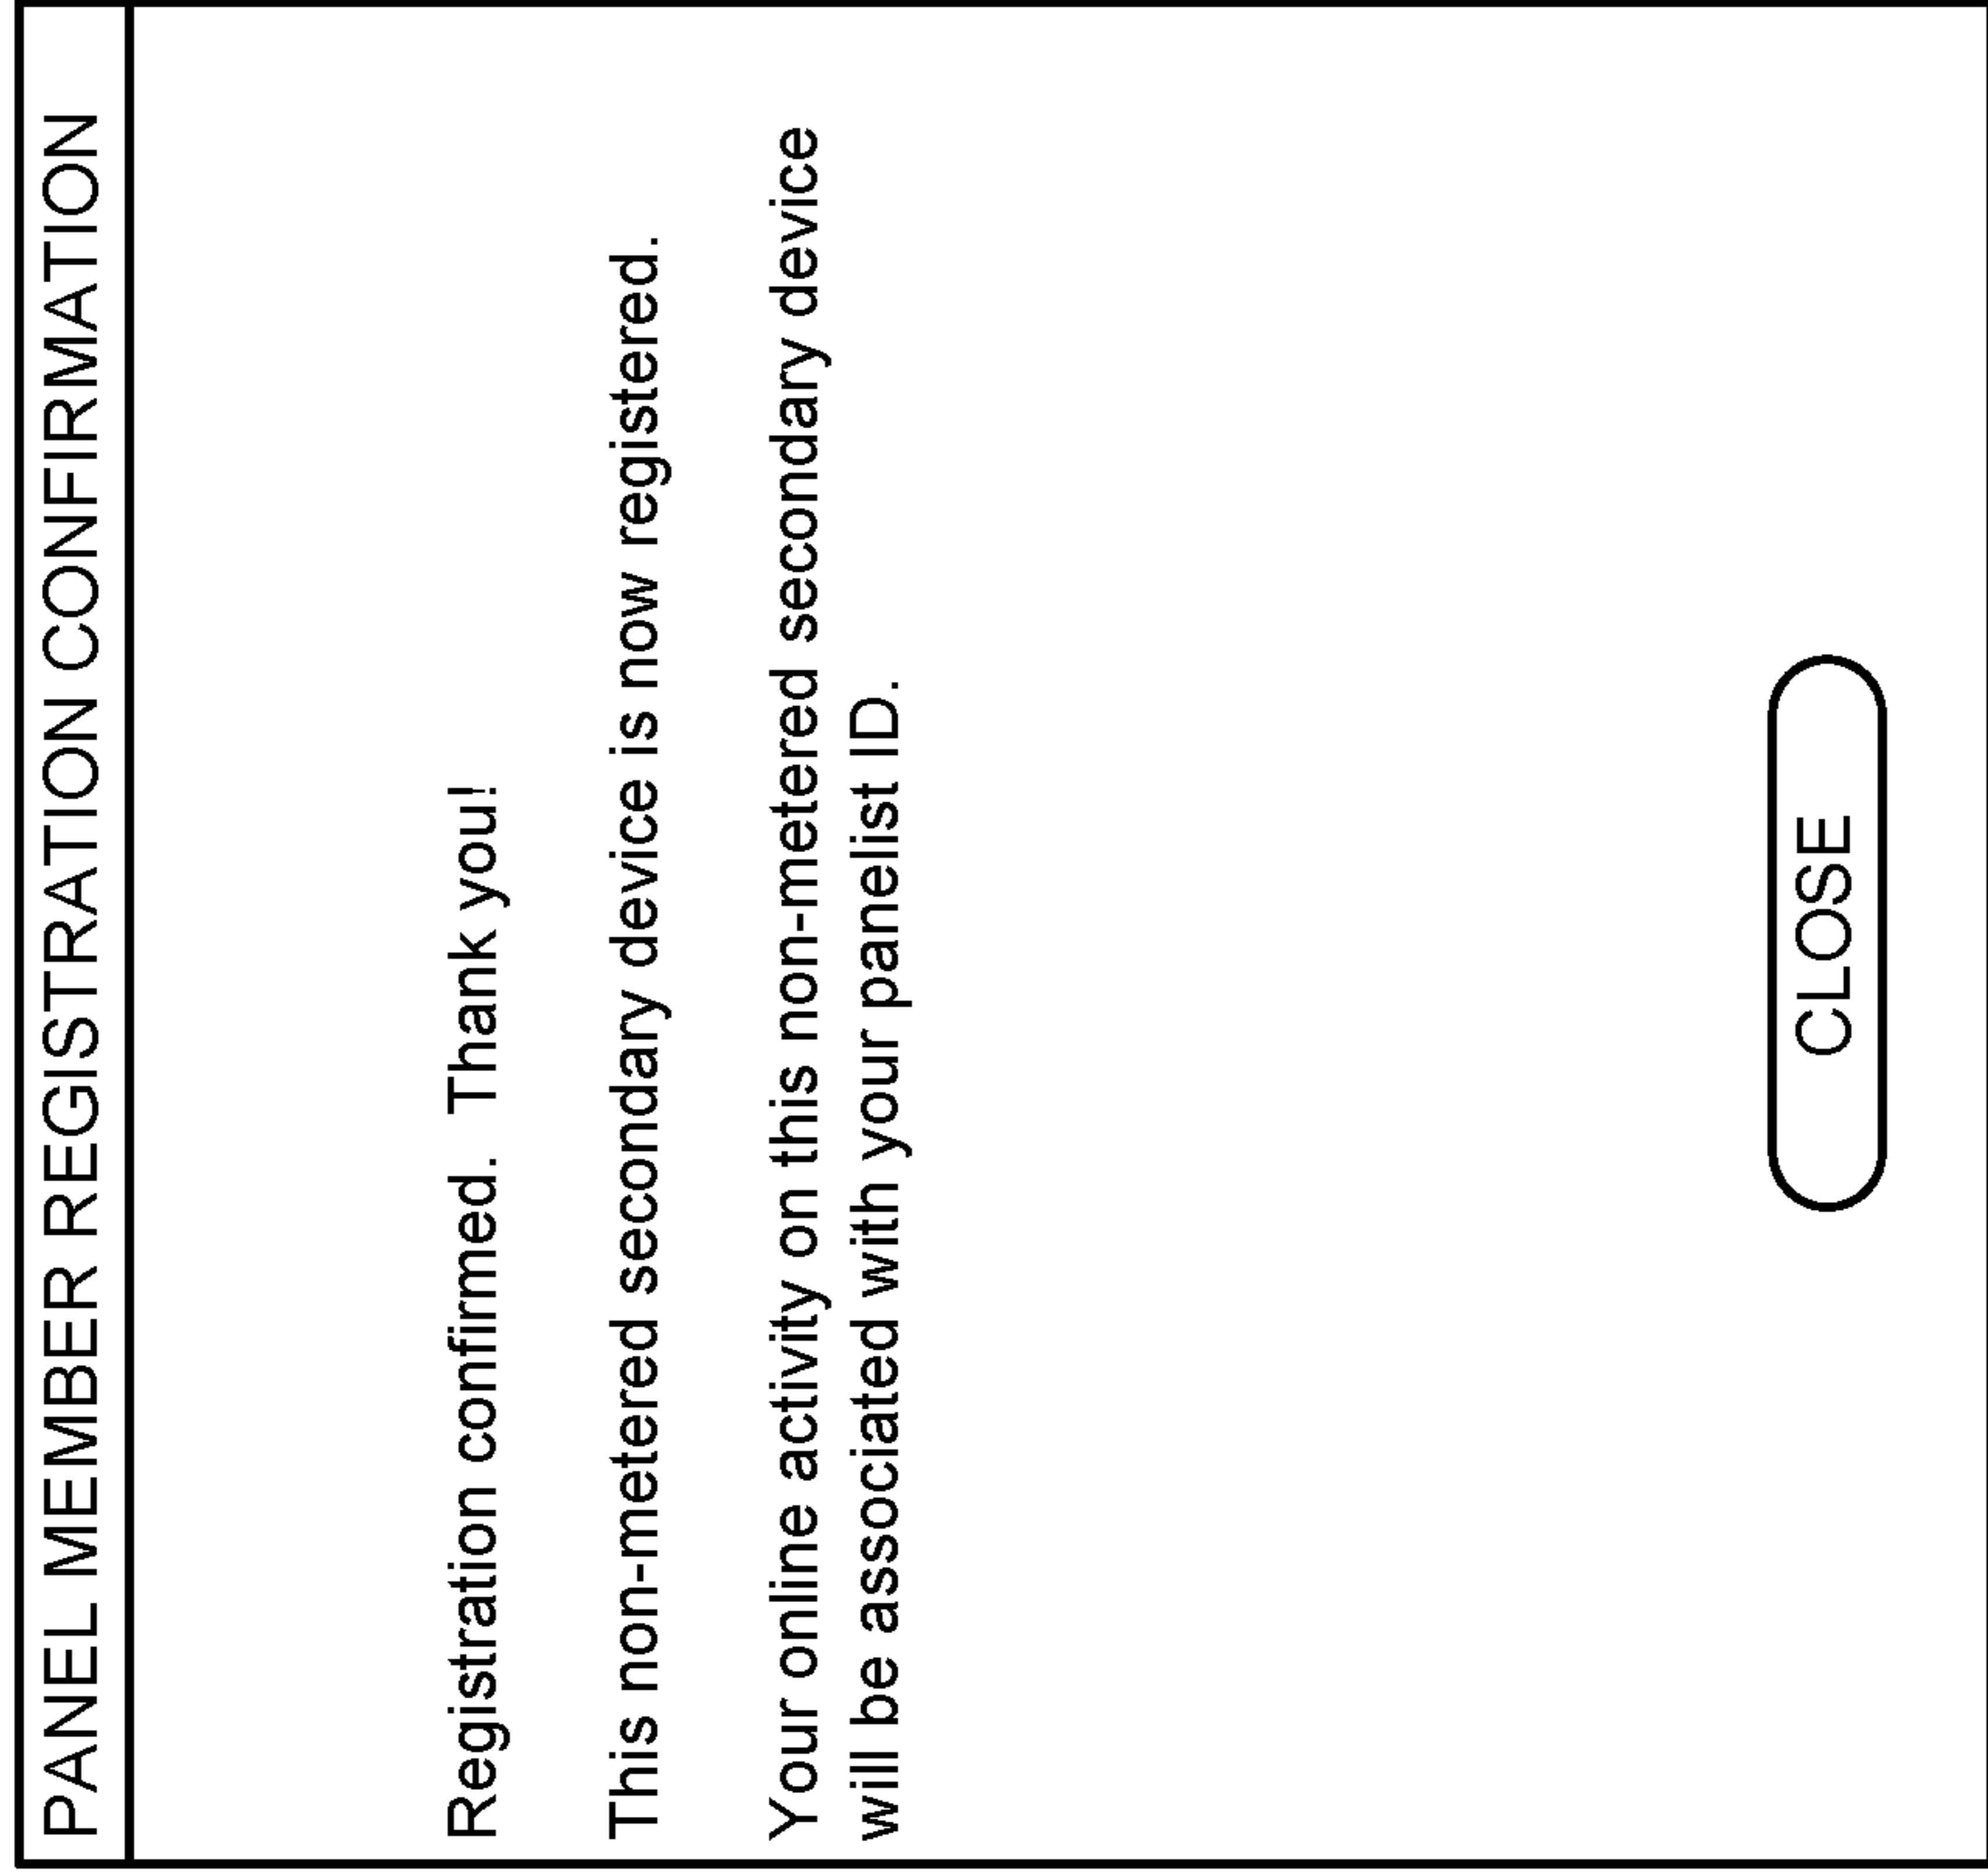 PANEL MEMBER REGISTRATION CONFIRMATION
Registration confirmed.  Thank you!
This non-metered secondary device is now registered.
Your online activity on this non-metered secondary device
will be associated with your panelist ID.
CLOSE